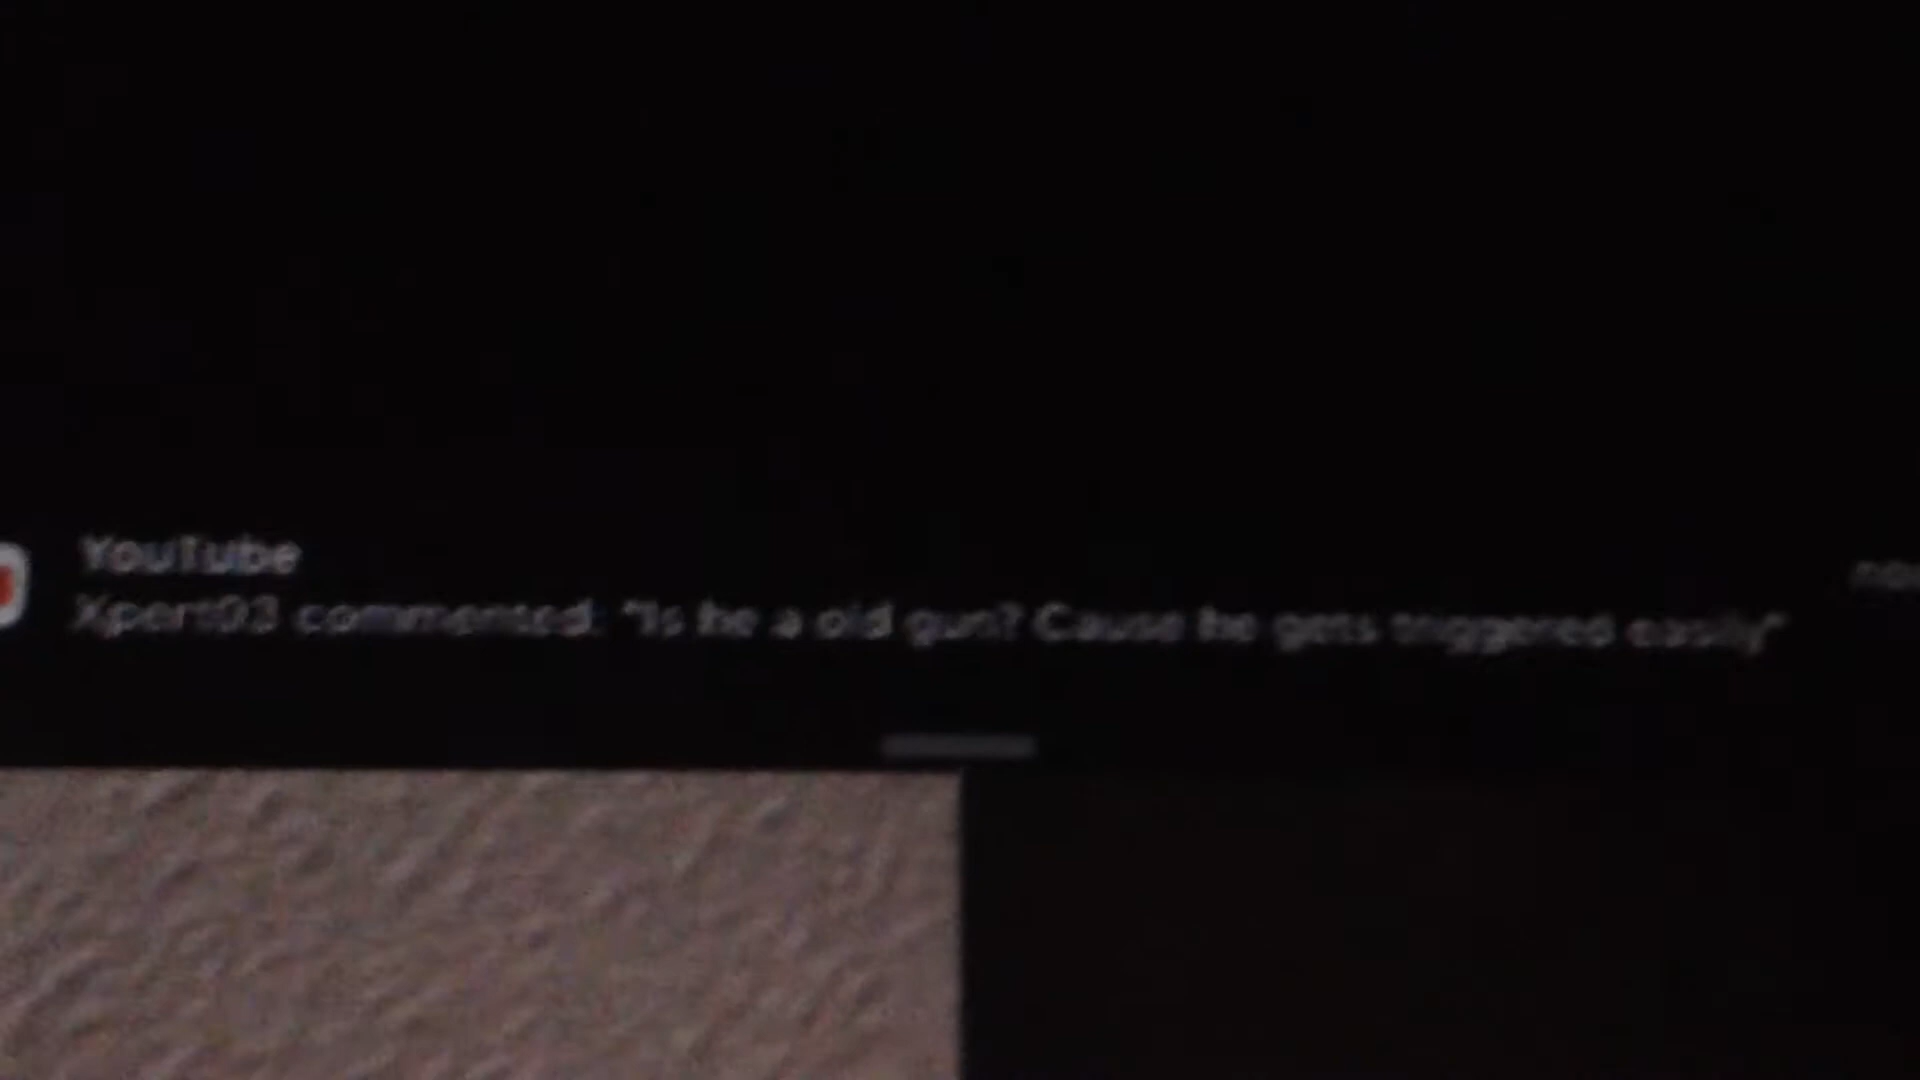 YouTube
Xpert93 commented: "Is he a old gun? Cause he gets triggered easily"